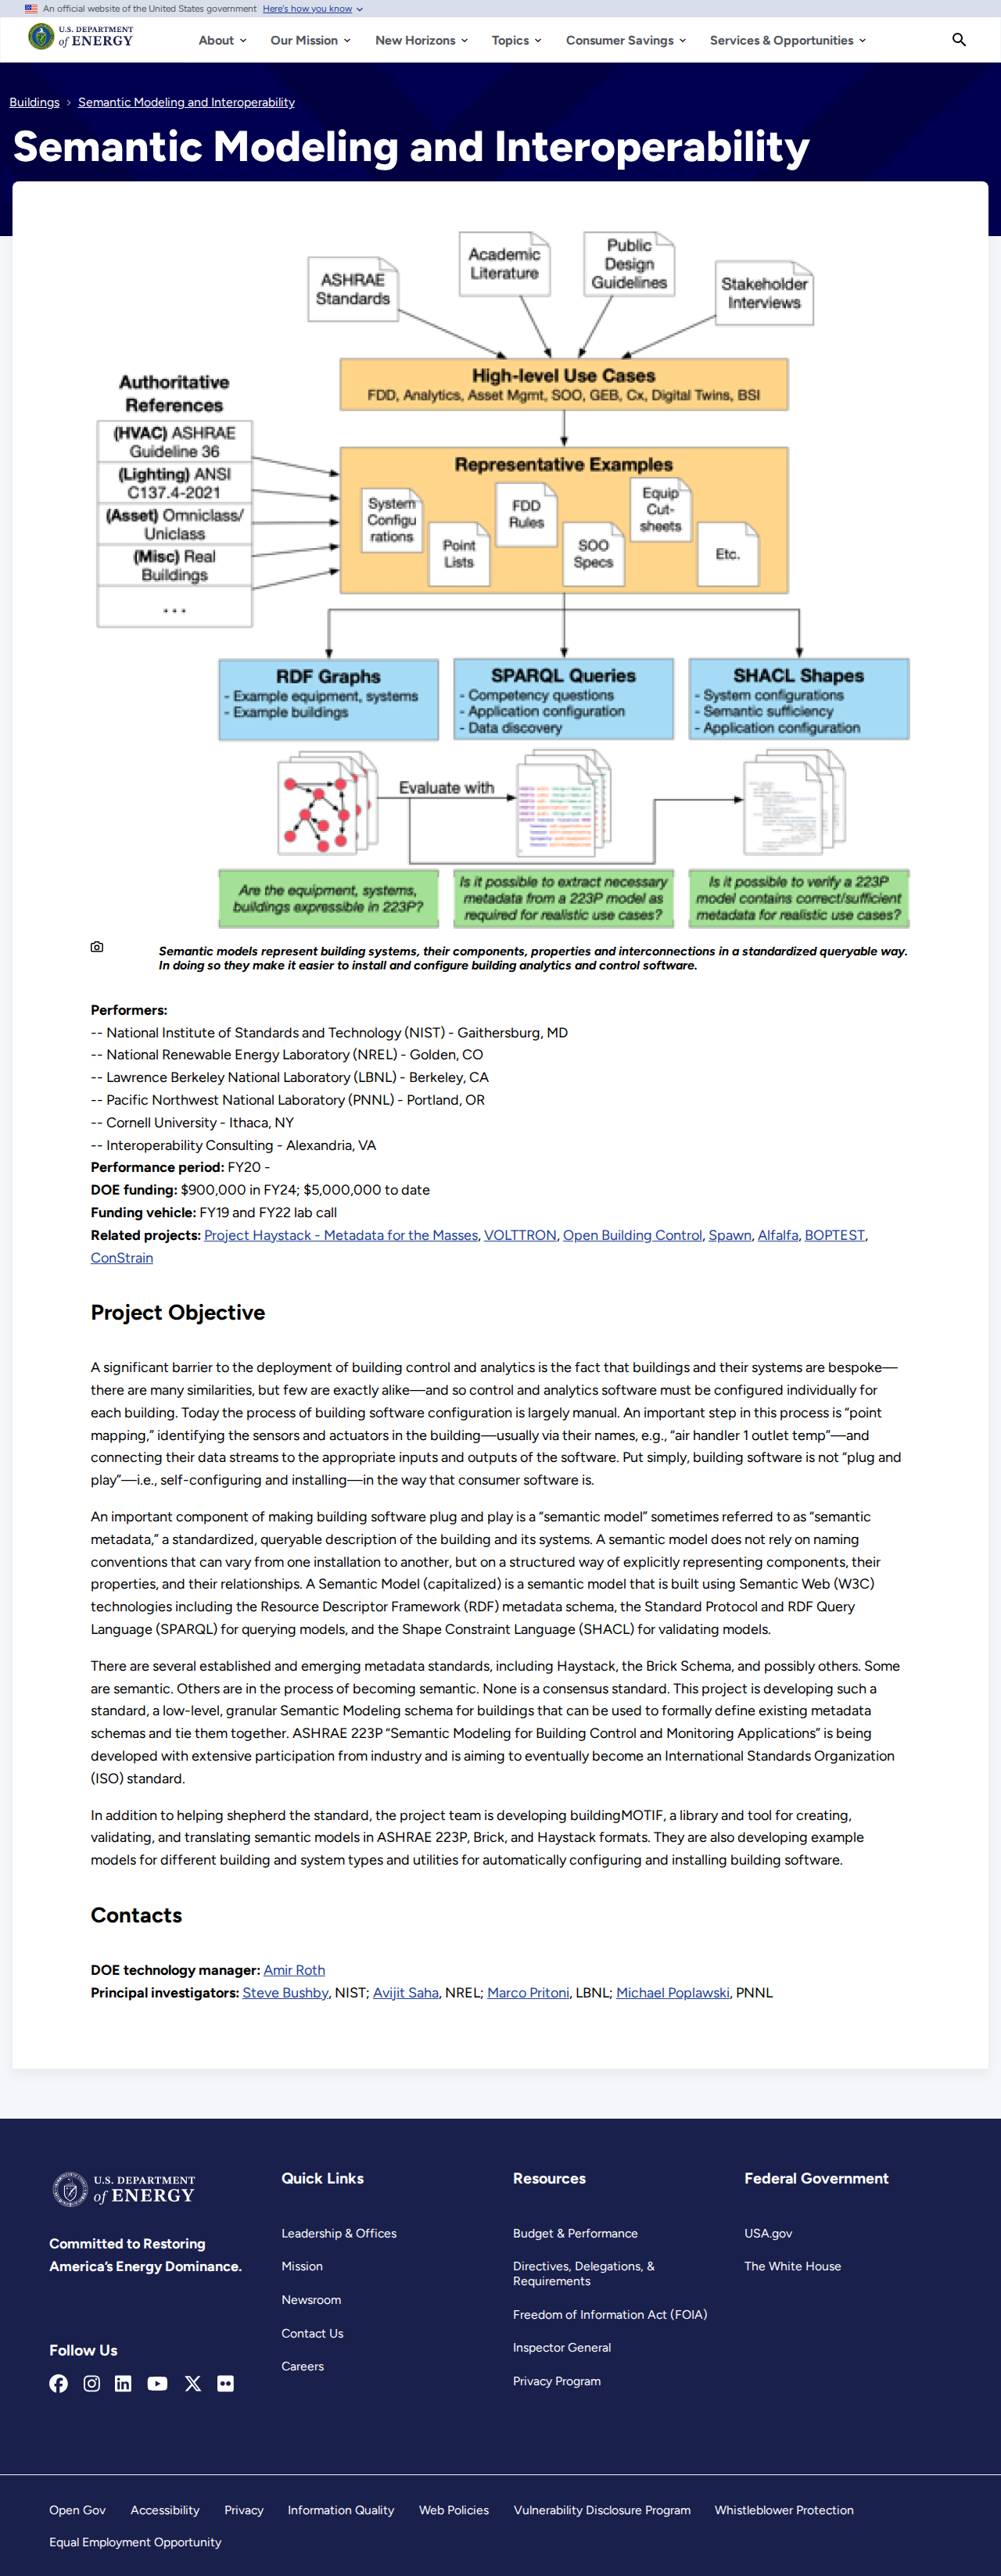 An official website of the United States government Here's how you know
U.S. DEPARTMENT
of ENERGY
About Our Mission New Horizons Topics Consumer Savings Services & Opportunities
Buildings › Semantic Modeling and Interoperability
Semantic Modeling and Interoperability
ASHRAE
Standards
Academic
Literature
Public
Design
Guidelines
Stakeholder
Interviews
High-level Use Cases
FDD, Analytics, Asset Mgmt, SOO, GEB, Cx, Digital Twins, BSI
Authoritative
References
(HVAC) ASHRAE
Guideline 36
(Lighting) ANSI
C137.4-2021
(Asset) Omniclass/
Uniclass
(Misc) Real
Buildings
...
Representative Examples
System
Configu
rations
Point
Lists
FDD
Rules
SOO
Specs
Equip
Cut-
sheets
Etc.
RDF Graphs
- Example equipment, systems
- Example buildings
SPARQL Queries
- Competency questions
- Application configuration
- Data discovery
SHACL Shapes
- System configurations
- Semantic sufficiency
- Application configuration
Evaluate with
Are the equipment, systems,
buildings expressible in 223P?
Is it possible to extract necessary
metadata from a 223P model as
required for realistic use cases?
Is it possible to verify a 223P
model contains correct/sufficient
metadata for realistic use cases?
Semantic models represent building systems, their components, properties and interconnections in a standardized queryable way.
In doing so they make it easier to install and configure building analytics and control software.
Performers:
-- National Institute of Standards and Technology (NIST) - Gaithersburg, MD
-- National Renewable Energy Laboratory (NREL) - Golden, CO
-- Lawrence Berkeley National Laboratory (LBNL) - Berkeley, CA
-- Pacific Northwest National Laboratory (PNNL) - Portland, OR
-- Cornell University - Ithaca, NY
-- Interoperability Consulting - Alexandria, VA
Performance period: FY20 -
DOE funding: $900,000 in FY24; $5,000,000 to date
Funding vehicle: FY19 and FY22 lab call
Related projects: Project Haystack - Metadata for the Masses, VOLTTRON, Open Building Control, Spawn, Alfalfa, BOPTEST,
ConStrain
Project Objective
A significant barrier to the deployment of building control and analytics is the fact that buildings and their systems are bespoke—
there are many similarities, but few are exactly alike—and so control and analytics software must be configured individually for
each building. Today the process of building software configuration is largely manual. An important step in this process is “point
mapping,” identifying the sensors and actuators in the building—usually via their names, e.g., “air handler 1 outlet temp”—and
connecting their data streams to the appropriate inputs and outputs of the software. Put simply, building software is not “plug and
play”—i.e., self-configuring and installing—in the way that consumer software is.
An important component of making building software plug and play is a “semantic model” sometimes referred to as “semantic
metadata,” a standardized, queryable description of the building and its systems. A semantic model does not rely on naming
conventions that can vary from one installation to another, but on a structured way of explicitly representing components, their
properties, and their relationships. A Semantic Model (capitalized) is a semantic model that is built using Semantic Web (W3C)
technologies including the Resource Descriptor Framework (RDF) metadata schema, the Standard Protocol and RDF Query
Language (SPARQL) for querying models, and the Shape Constraint Language (SHACL) for validating models.
There are several established and emerging metadata standards, including Haystack, the Brick Schema, and possibly others. Some
are semantic. Others are in the process of becoming semantic. None is a consensus standard. This project is developing such a
standard, a low-level, granular Semantic Modeling schema for buildings that can be used to formally define existing metadata
schemas and tie them together. ASHRAE 223P “Semantic Modeling for Building Control and Monitoring Applications” is being
developed with extensive participation from industry and is aiming to eventually become an International Standards Organization
(ISO) standard.
In addition to helping shepherd the standard, the project team is developing buildingMOTIF, a library and tool for creating,
validating, and translating semantic models in ASHRAE 223P, Brick, and Haystack formats. They are also developing example
models for different building and system types and utilities for automatically configuring and installing building software.
Contacts
DOE technology manager: Amir Roth
Principal investigators: Steve Bushby, NIST; Avijit Saha, NREL; Marco Pritoni, LBNL; Michael Poplawski, PNNL
U.S. DEPARTMENT
of ENERGY
Committed to Restoring
America’s Energy Dominance.
Follow Us
Quick Links
Leadership & Offices
Mission
Newsroom
Contact Us
Careers
Resources
Budget & Performance
Directives, Delegations, &
Requirements
Freedom of Information Act (FOIA)
Inspector General
Privacy Program
Federal Government
USA.gov
The White House
Open Gov Accessibility Privacy Information Quality Web Policies Vulnerability Disclosure Program Whistleblower Protection
Equal Employment Opportunity